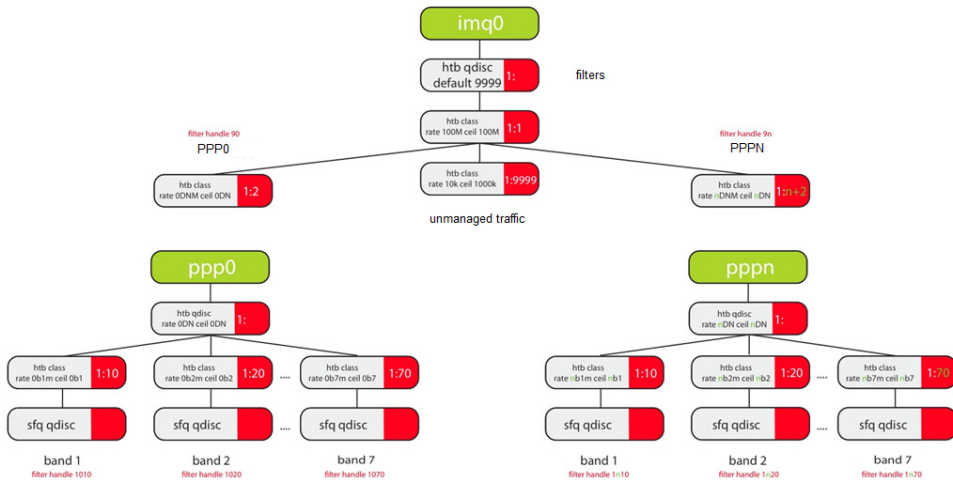 imq0
htb qdisc
default 9999
1:
filters
htb class
rate 100M ceil 100M
1:1
filter handle 90
PPP0
filter handle 9n
PPPN
htb class
rate 0DNM ceil 0DN
1:2
htb class
rate 10k ceil 1000k
1:9999
htb class
rate nDNM ceil nDN
1:n+2
unmanaged traffic
ppp0
pppn
htb qdisc
rate 0DN ceil 0DN
1:
htb qdisc
rate nDN ceil nDN
1:
htb class
rate 0b1m ceil 0b1
1:10
htb class
rate 0b2m ceil 0b2
1:20
....
htb class
rate 0b7m ceil 0b7
1:70
htb class
rate nb1m ceil nb1
1:10
htb class
rate nb2m ceil nb2
1:20
....
htb class
rate nb7m ceil nb7
1:70
sfq qdisc
sfq qdisc
....
sfq qdisc
sfq qdisc
sfq qdisc
....
sfq qdisc
band 1
filter handle 1010
band 2
filter handle 1020
band 7
filter handle 1070
band 1
filter handle 1n10
band 2
filter handle 1n20
band 7
filter handle 1n70